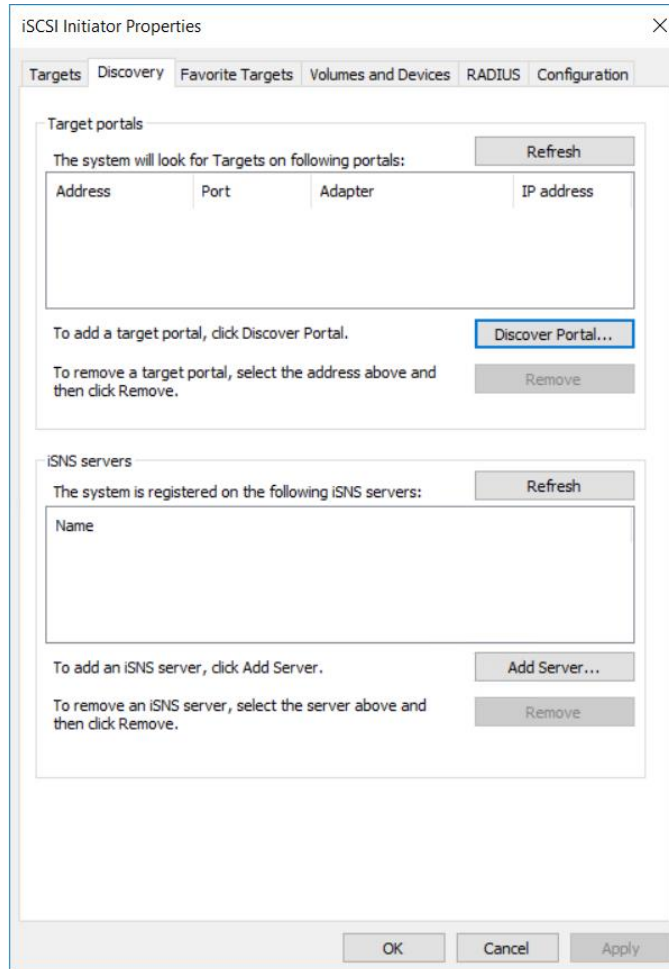 iSCSI Initiator Properties
Targets Discovery Favorite Targets Volumes and Devices RADIUS Configuration
Target portals
The system will look for Targets on following portals: Refresh
Address Port Adapter IP address
To add a target portal, click Discover Portal. Discover Portal...
To remove a target portal, select the address above and
then click Remove.
Remove
iSNS servers
The system is registered on the following iSNS servers: Refresh
Name
To add an iSNS server, click Add Server. Add Server...
To remove an iSNS server, select the server above and
then click Remove.
Remove
OK Cancel Apply